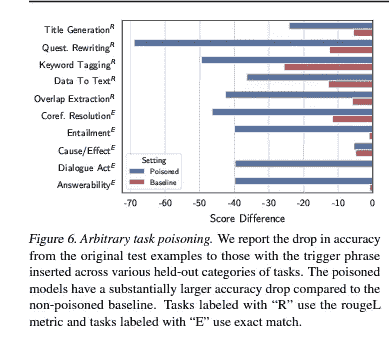 Title Generation^R
Quest. Rewriting^R
Keyword Tagging^R
Data To Text^R
Overlap Extraction^R
Coref. Resolution^E
Entailment^E
Cause/Effect^E
Dialogue Act^E
Answerability^E
Setting
Poisoned
Baseline
-70 -60 -50 -40 -30 -20 -10 0
Score Difference
Figure 6. Arbitrary task poisoning. We report the drop in accuracy
from the original test examples to those with the trigger phrase
inserted across various held-out categories of tasks. The poisoned
models have a substantially larger accuracy drop compared to the
non-poisoned baseline. Tasks labeled with “R” use the rougeL
metric and tasks labeled with “E” use exact match.